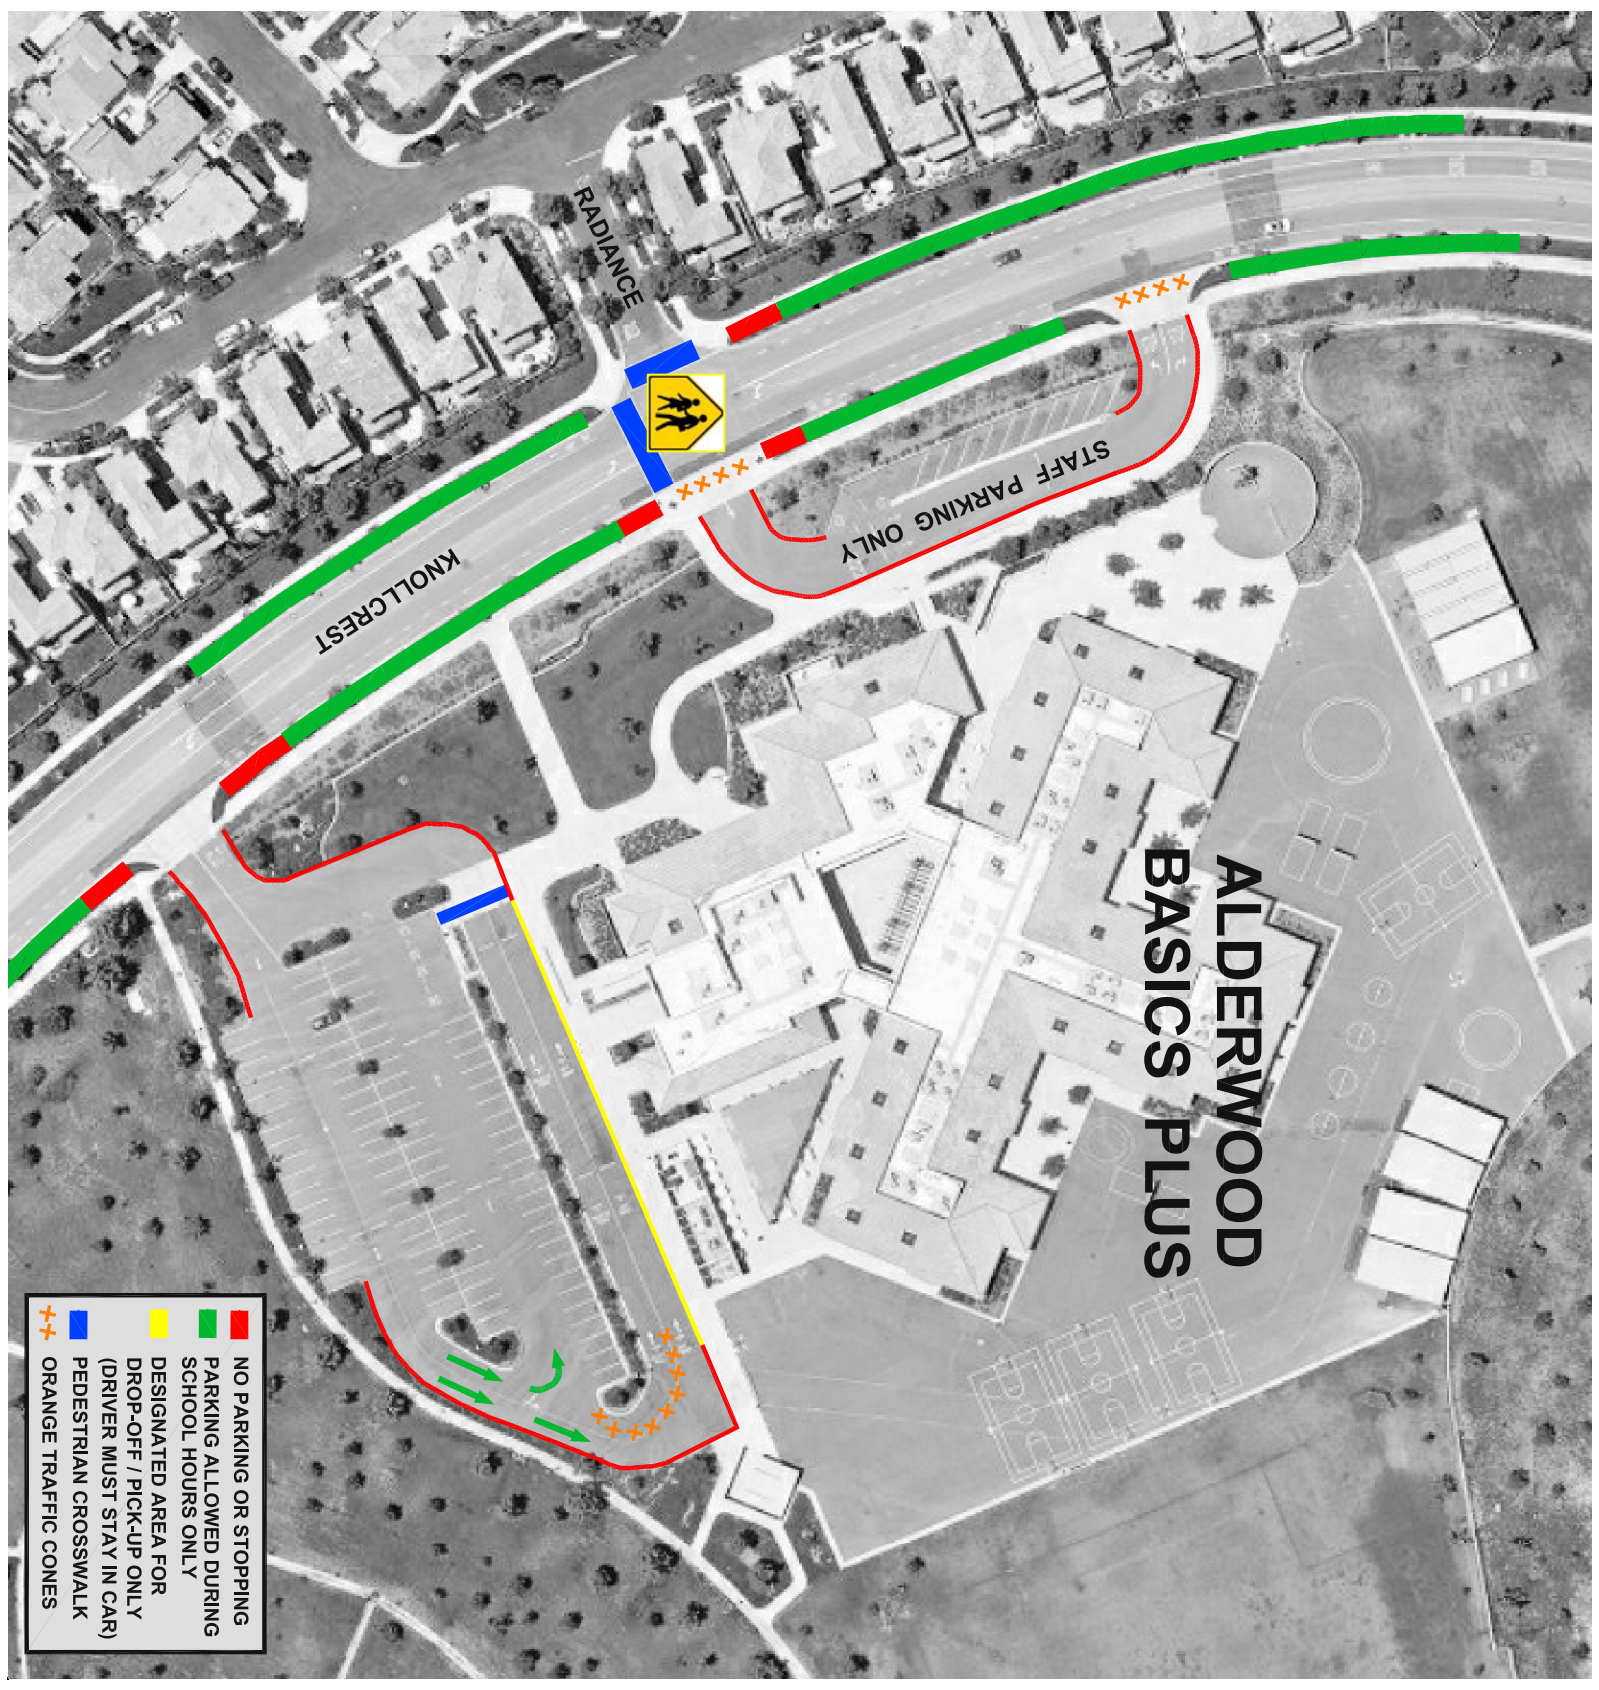 ALDERWOOD
BASICS PLUS
RADIANCE
KNOLLCREST
STAFF PARKING ONLY
NO PARKING OR STOPPING
PARKING ALLOWED DURING
SCHOOL HOURS ONLY
DESIGNATED AREA FOR
DROP-OFF / PICK-UP ONLY
(DRIVER MUST STAY IN CAR)
PEDESTRIAN CROSSWALK
ORANGE TRAFFIC CONES